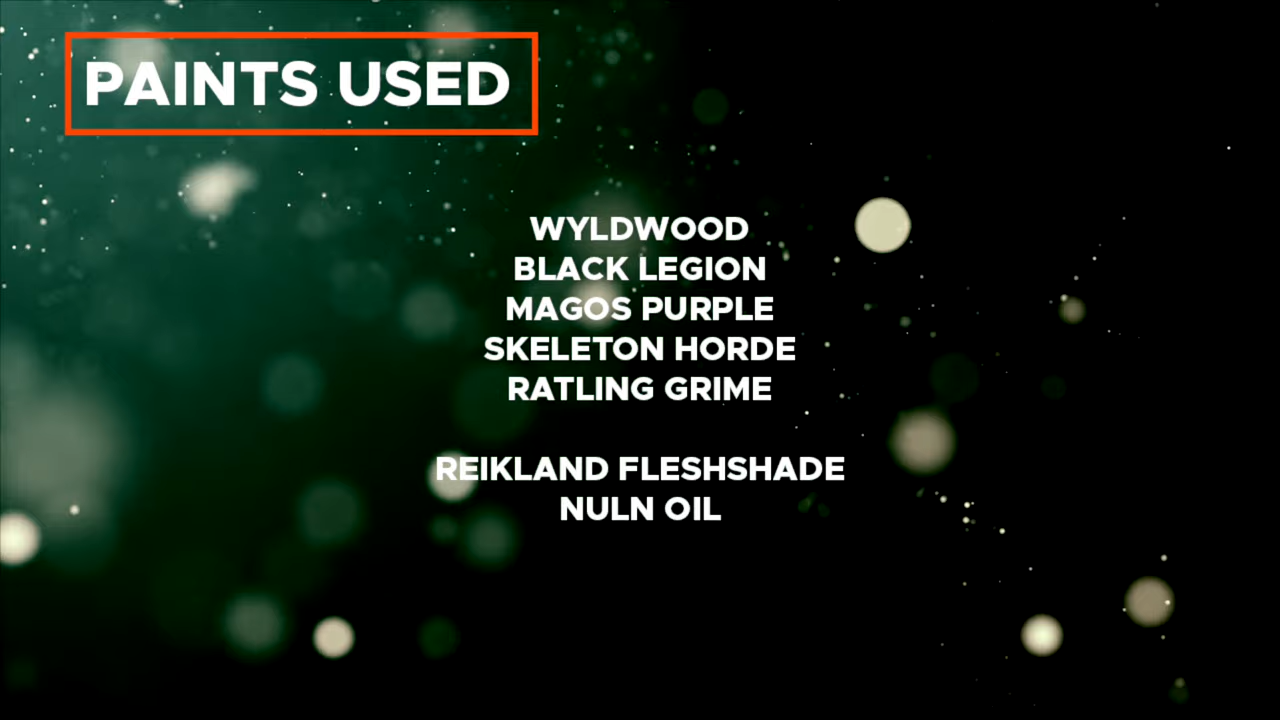 PAINTS USED
WYLDWOOD
BLACK LEGION
MAGOS PURPLE
SKELETON HORDE
RATLING GRIME
REIKLAND FLESHSHADE
NULN OIL